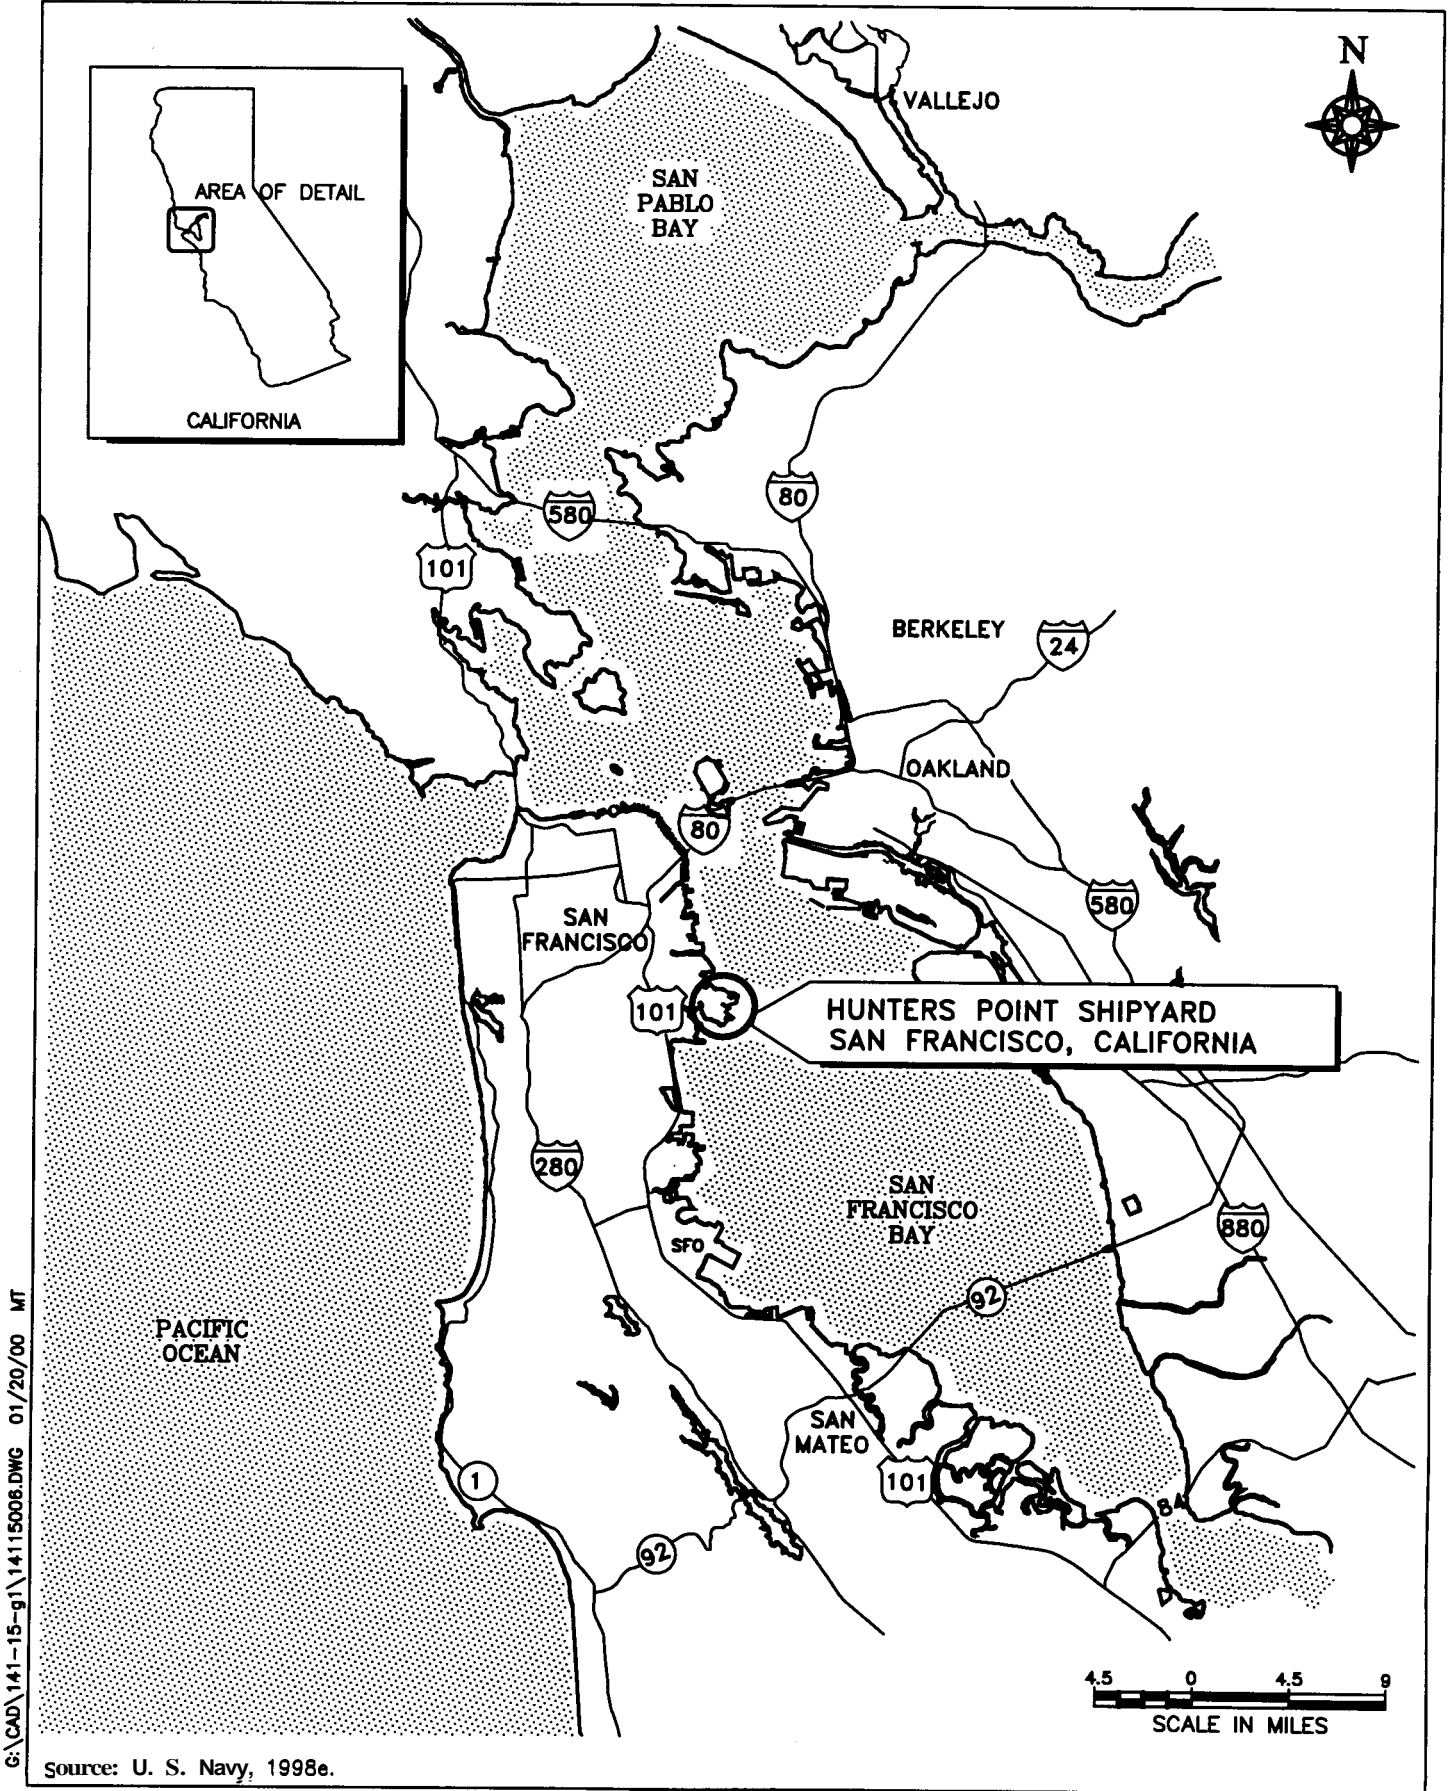 N
VALLEJO
SAN
PABLO
BAY
AREA OF DETAIL
CALIFORNIA
80
580
101
BERKELEY
24
OAKLAND
80
580
SAN
FRANCISCO
101
HUNTERS POINT SHIPYARD
SAN FRANCISCO, CALIFORNIA
280
SAN
FRANCISCO
BAY
880
SFO
92
PACIFIC
OCEAN
SAN
MATEO
101
1
84
92
4.5 0 4.5 9
SCALE IN MILES
G:\CAD\141-15-g1\14115006.DWG 01/20/00 MT
Source: U. S. Navy, 1998e.